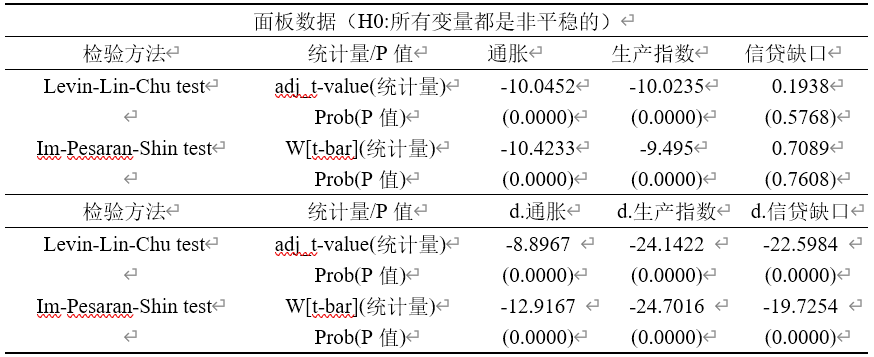 面板数据（H0:所有变量都是非平稳的）
检验方法 统计量/P 值 通胀 生产指数 信贷缺口
Levin-Lin-Chu test adj_t-value(统计量) -10.0452 -10.0235 0.1938
Prob(P 值) (0.0000) (0.0000) (0.5768)
Im-Pesaran-Shin test W[t-bar](统计量) -10.4233 -9.495 0.7089
Prob(P 值) (0.0000) (0.0000) (0.7608)
检验方法 统计量/P 值 d.通胀 d.生产指数 d.信贷缺口
Levin-Lin-Chu test adj_t-value(统计量) -8.8967 -24.1422 -22.5984
Prob(P 值) (0.0000) (0.0000) (0.0000)
Im-Pesaran-Shin test W[t-bar](统计量) -12.9167 -24.7016 -19.7254
Prob(P 值) (0.0000) (0.0000) (0.0000)